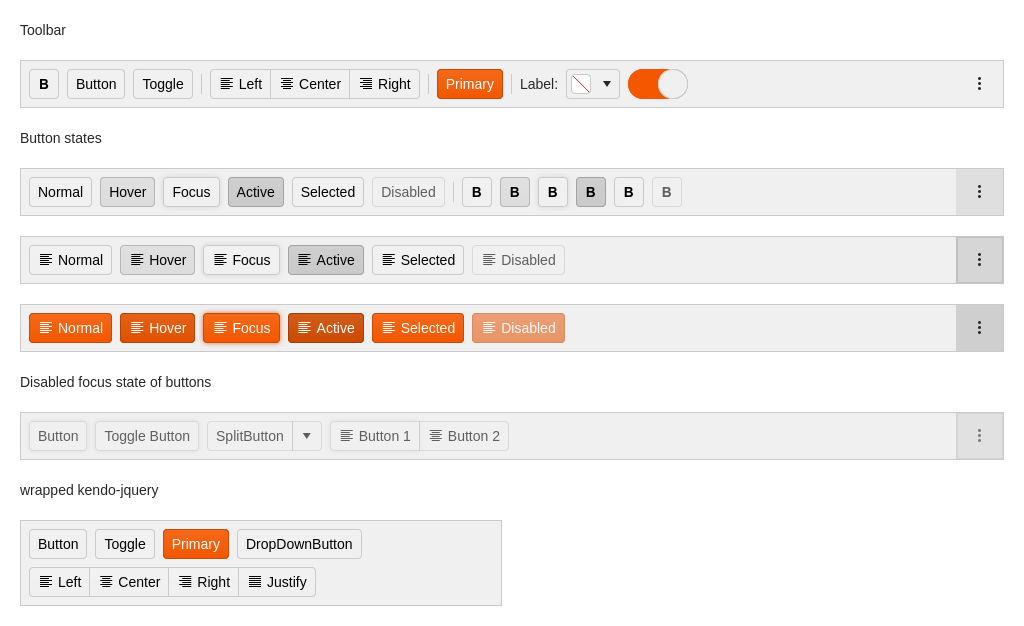 Toolbar
B Button Toggle Left Center Right Primary Label:
Button states
Normal Hover Focus Active Selected Disabled B B B B B B
Normal Hover Focus Active Selected Disabled
Normal Hover Focus Active Selected Disabled
Disabled focus state of buttons
Button Toggle Button SplitButton Button 1 Button 2
wrapped kendo-jquery
Button Toggle Primary DropDownButton
Left Center Right Justify